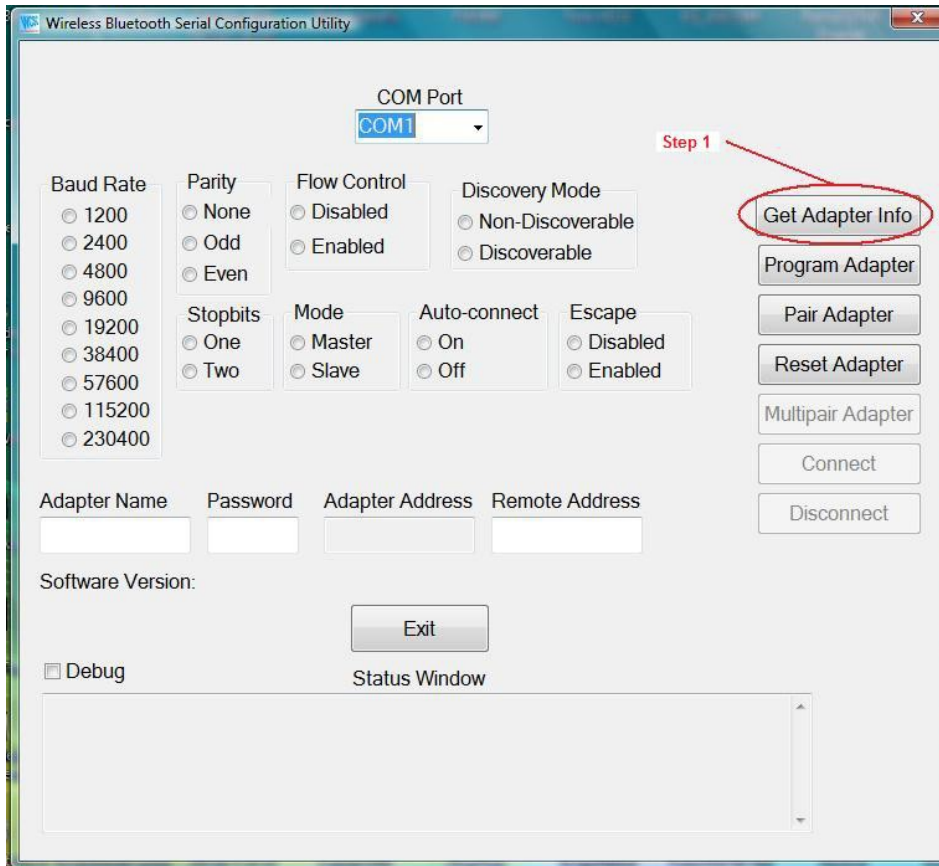 Wireless Bluetooth Serial Configuration Utility
COM Port
COM1
Step 1
Baud Rate
1200
2400
4800
9600
19200
38400
57600
115200
230400
Parity
None
Odd
Even
Flow Control
Disabled
Enabled
Discovery Mode
Non-Discoverable
Discoverable
Stopbits
One
Two
Mode
Master
Slave
Auto-connect
On
Off
Escape
Disabled
Enabled
Get Adapter Info
Program Adapter
Pair Adapter
Reset Adapter
Multipair Adapter
Connect
Disconnect
Adapter Name
Password
Adapter Address
Remote Address
Software Version:
Exit
Debug
Status Window